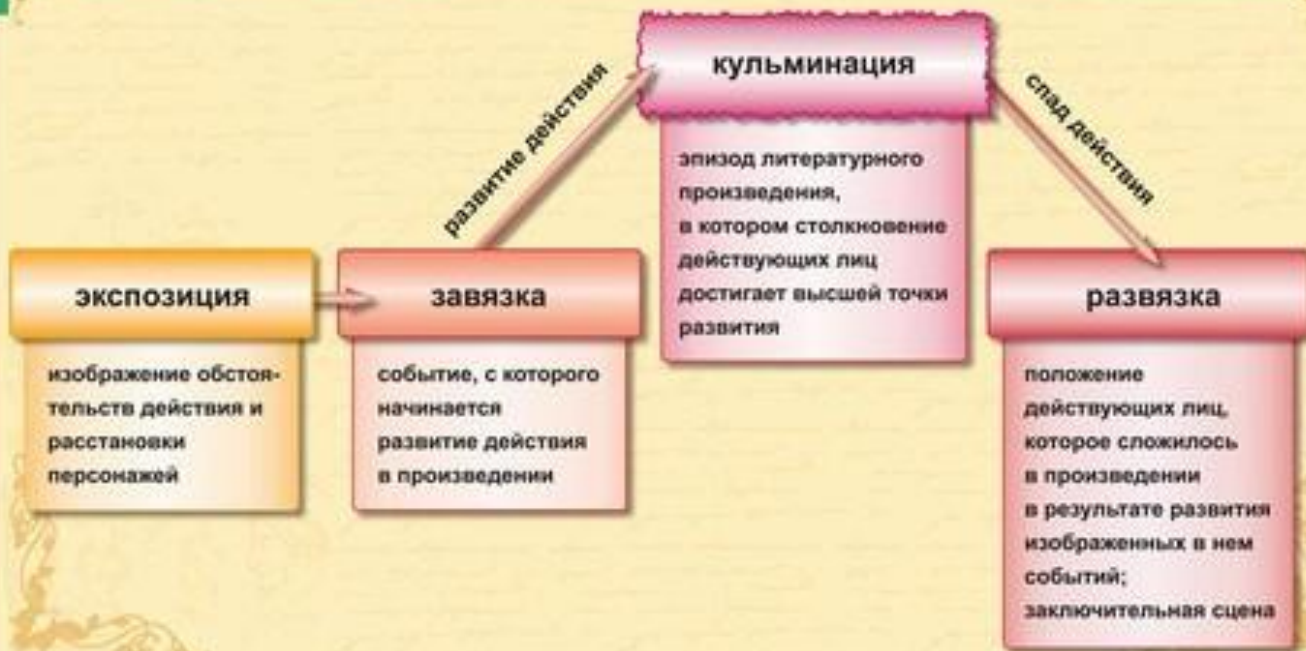 кульминация
развитие действия
спад действия
эпизод литературного
произведения,
в котором столкновение
действующих лиц
достигает высшей точки
развития
экспозиция
изображение обстоя-
тельств действия и
расстановки
персонажей
завязка
событие, с которого
начинается
развитие действия
в произведении
развязка
положение
действующих лиц,
которое сложилось
в произведении
в результате развития
изображенных в нем
событий;
заключительная сцена